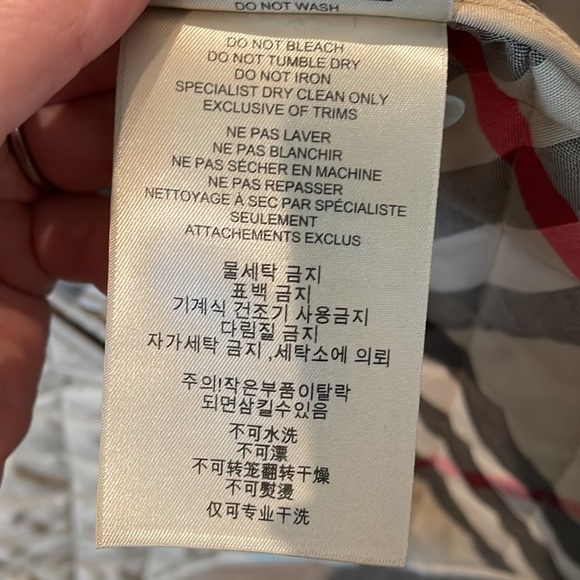 DO NOT WASH
DO NOT BLEACH
DO NOT TUMBLE DRY
DO NOT IRON
SPECIALIST DRY CLEAN ONLY
EXCLUSIVE OF TRIMS
NE PAS LAVER
NE PAS BLANCHIR
NE PAS SÉCHER EN MACHINE
NE PAS REPASSER
NETTOYAGE À SEC PAR SPÉCIALISTE
SEULEMENT
ATTACHEMENTS EXCLUS
물세탁 금지
표백 금지
기계식 건조기 사용금지
다림질 금지
자가세탁 금지 ,세탁소에 의뢰
주의!작은부품이탈락
되면삼킬수있음
不可水洗
不可漂
不可转笼翻转干燥
不可熨烫
仅可专业干洗